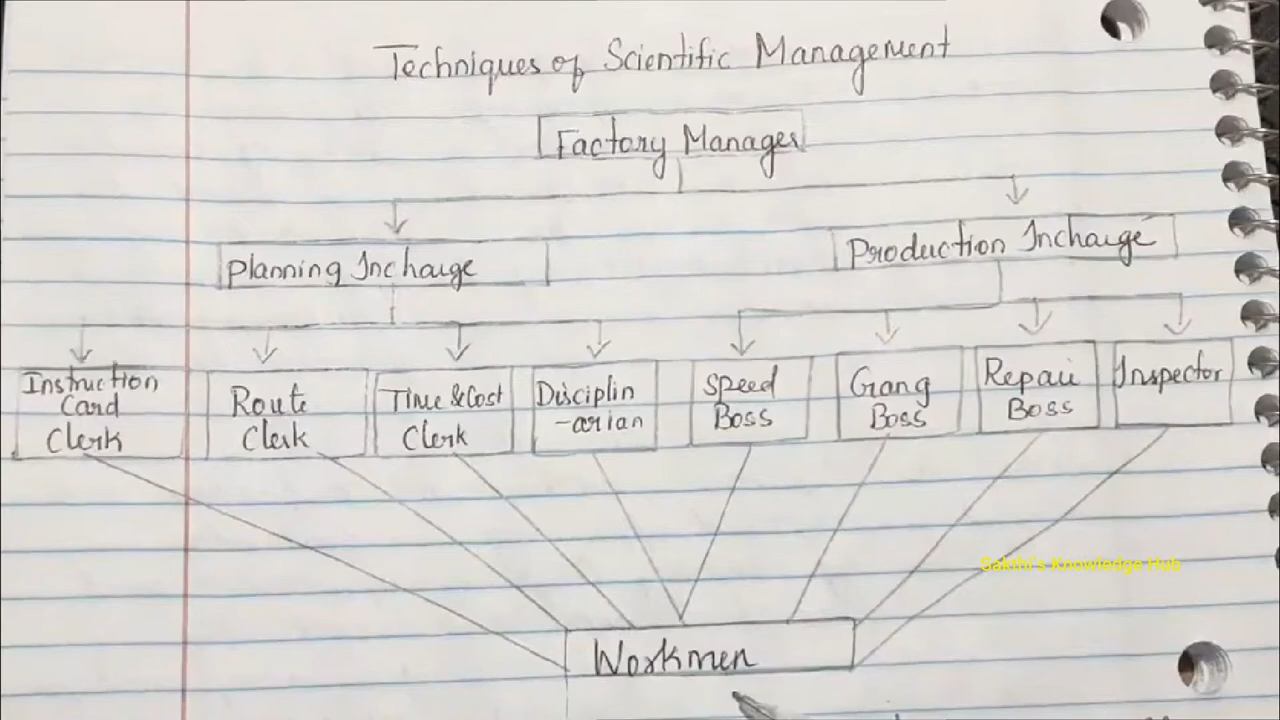 Techniques of Scientific Management
Factory Manager
Planning Incharge
Production Incharge
Instruction
Card
Clerk
Route
Clerk
Time & Cost
Clerk
Disciplin
-arian
Speed
Boss
Gang
Boss
Repair
Boss
Inspector
Sakthi's Knowledge Hub
Workmen